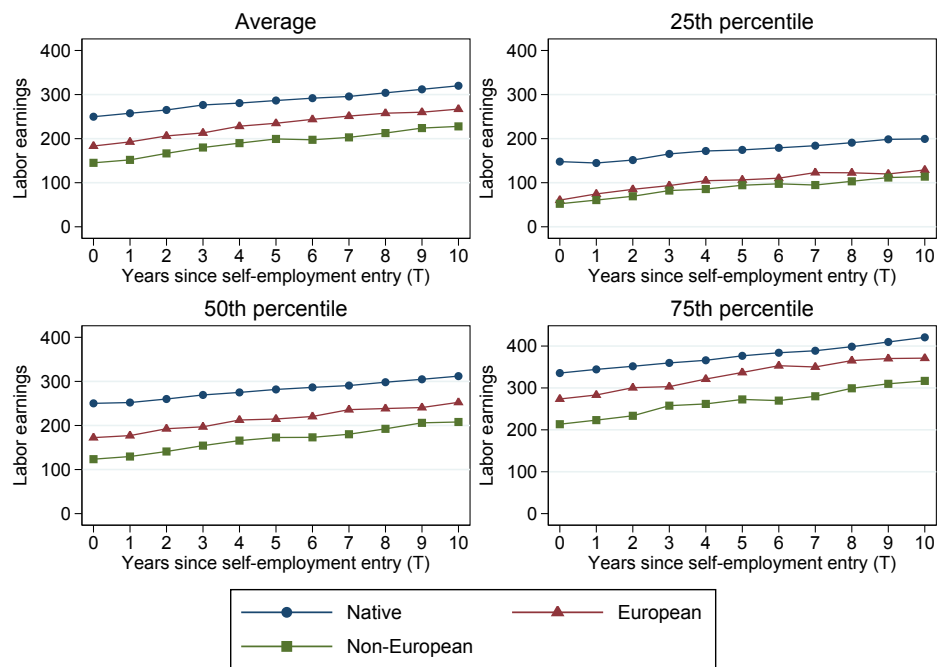 Average
Labor earnings
400
300
200
100
0
0 1 2 3 4 5 6 7 8 9 10
Years since self-employment entry (T)
25th percentile
Labor earnings
400
300
200
100
0
0 1 2 3 4 5 6 7 8 9 10
Years since self-employment entry (T)
50th percentile
Labor earnings
400
300
200
100
0
0 1 2 3 4 5 6 7 8 9 10
Years since self-employment entry (T)
75th percentile
Labor earnings
400
300
200
100
0
0 1 2 3 4 5 6 7 8 9 10
Years since self-employment entry (T)
Native
European
Non-European